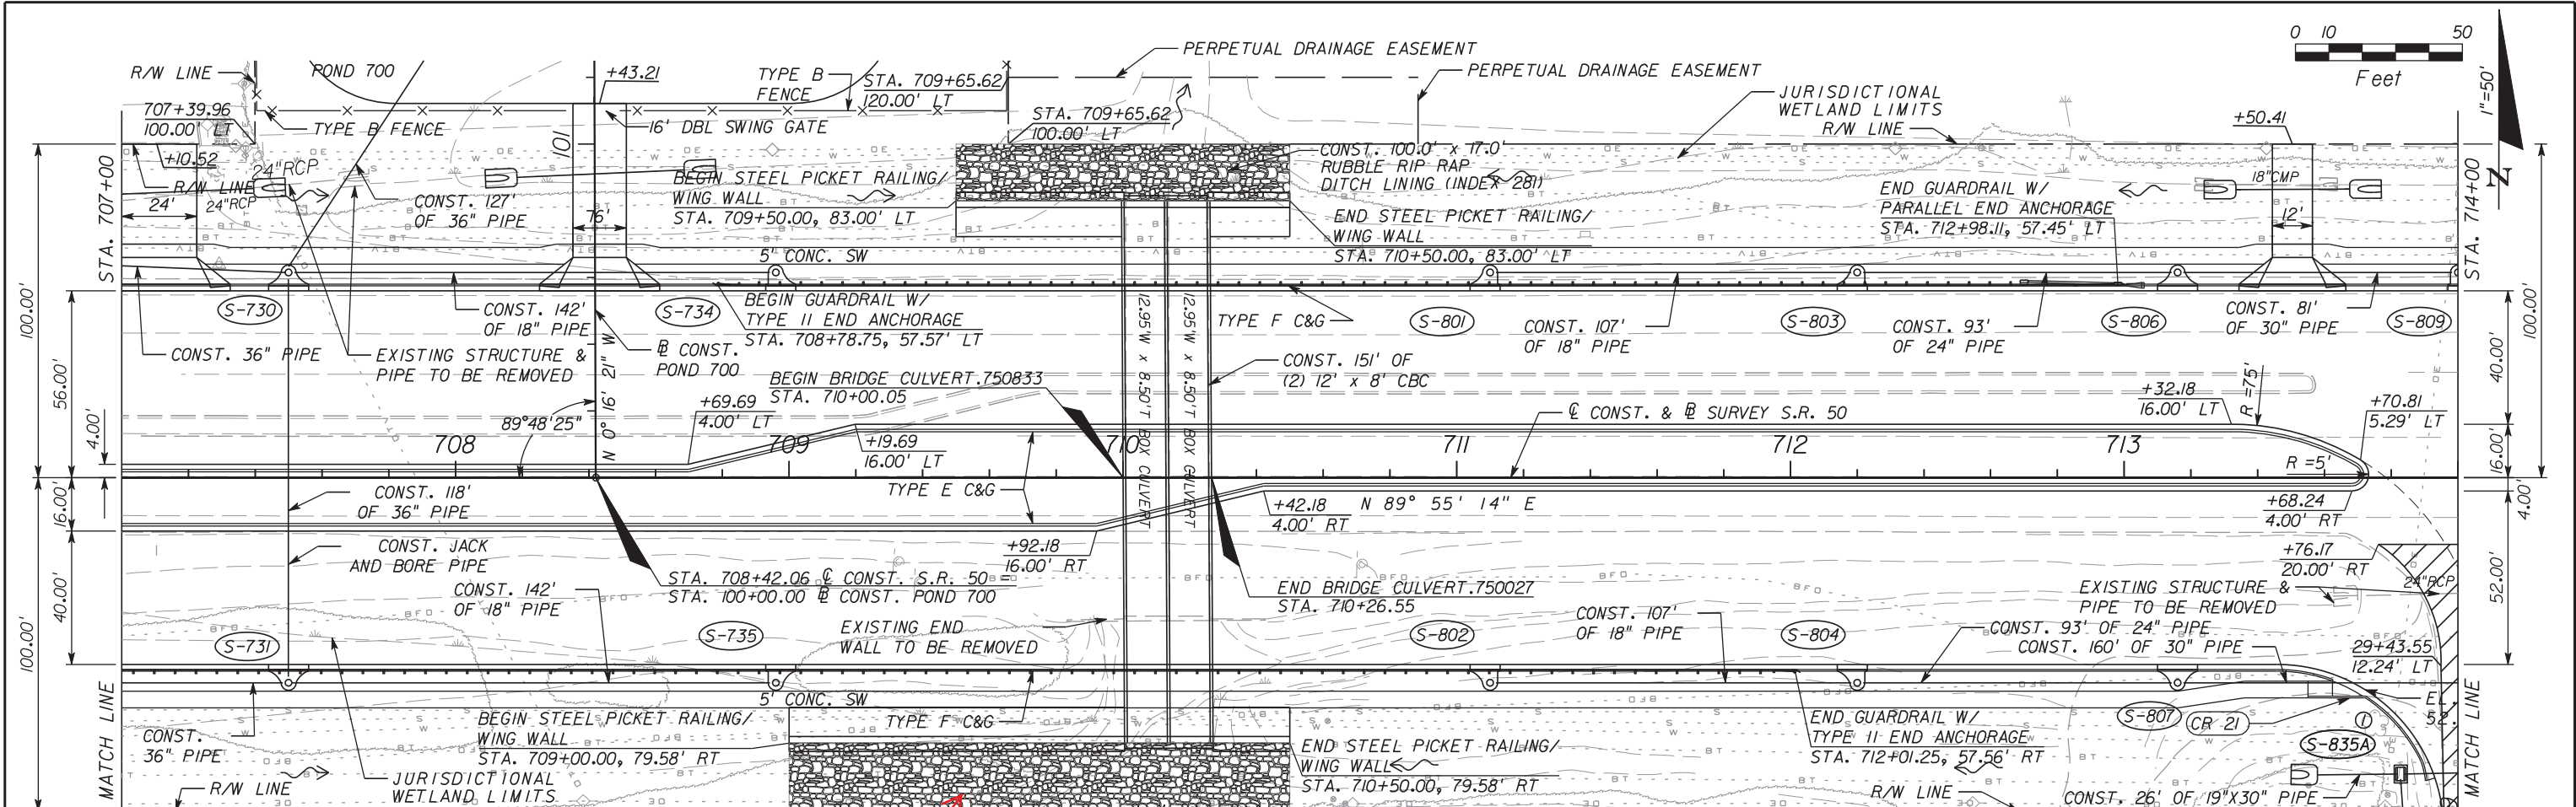 0 10 50
Feet
1"=50'
N
PERPETUAL DRAINAGE EASEMENT
PERPETUAL DRAINAGE EASEMENT
R/W LINE
POND 700
+43.21
TYPE B
FENCE
STA. 709+65.62
120.00' LT
707+39.96
100.00' LT
TYPE B FENCE
16' DBL SWING GATE
101
STA. 709+65.62
100.00' LT
JURISDICTIONAL
WETLAND LIMITS
R/W LINE
+50.41
+10.52
R/W LINE
24"RCP
24"RCP
24'
CONST. 127'
OF 36" PIPE
76'
BEGIN STEEL PICKET RAILING/
WING WALL
STA. 709+50.00, 83.00' LT
CONST. 100.0' x 17.0'
RUBBLE RIP RAP
DITCH LINING (INDEX 281)
END STEEL PICKET RAILING/
WING WALL
STA. 710+50.00, 83.00' LT
END GUARDRAIL W/
PARALLEL END ANCHORAGE
STA. 712+98.11, 57.45' LT
18"CMP
12'
STA. 707+00
STA. 714+00
5' CONC. SW
S-730
CONST. 142'
OF 18" PIPE
S-734
BEGIN GUARDRAIL W/
TYPE II END ANCHORAGE
STA. 708+78.75, 57.57' LT
TYPE F C&G
S-801
CONST. 107'
OF 18" PIPE
S-803
CONST. 93'
OF 24" PIPE
S-806
CONST. 81'
OF 30" PIPE
S-809
CONST. 36" PIPE
EXISTING STRUCTURE &
PIPE TO BE REMOVED
℄ CONST.
POND 700
N 0° 16' 21" W
89°48'25"
BEGIN BRIDGE CULVERT.750833
STA. 710+00.05
12.95'W x 8.50'T BOX CULVERT
12.95'W x 8.50'T BOX CULVERT
CONST. 151' OF
(2) 12' x 8' CBC
+69.69
4.00' LT
+19.69
16.00' LT
℄ CONST. & ℄ SURVEY S.R. 50
+32.18
16.00' LT
R =75'
+70.81
5.29' LT
R =5'
100.00'
56.00'
4.00'
100.00'
40.00'
16.00'
708
709
710
711
712
713
TYPE E C&G
CONST. 118'
OF 36" PIPE
+42.18
4.00' RT
N 89° 55' 14" E
+68.24
4.00' RT
16.00'
40.00'
100.00'
4.00'
52.00'
CONST. JACK
AND BORE PIPE
+92.18
16.00' RT
STA. 708+42.06 ℄ CONST. S.R. 50 =
STA. 100+00.00 ℄ CONST. POND 700
END BRIDGE CULVERT.750027
STA. 710+26.55
+76.17
20.00' RT
24"RCP
EXISTING STRUCTURE &
PIPE TO BE REMOVED
CONST. 142'
OF 18" PIPE
S-731
S-735
EXISTING END
WALL TO BE REMOVED
S-802
CONST. 107'
OF 18" PIPE
S-804
CONST. 93' OF 24" PIPE
CONST. 160' OF 30" PIPE
29+43.55
12.24' LT
5' CONC. SW
TYPE F C&G
CONST.
36" PIPE
BEGIN STEEL PICKET RAILING/
WING WALL
STA. 709+00.00, 79.58' RT
END STEEL PICKET RAILING/
WING WALL
STA. 710+50.00, 79.58' RT
END GUARDRAIL W/
TYPE II END ANCHORAGE
STA. 712+01.25, 57.56' RT
S-807
CR 21
1
S-835A
EL.
52.
MATCH LINE
MATCH LINE
R/W LINE
JURISDICTIONAL
WETLAND LIMITS
R/W LINE
CONST. 26' OF 19"X30" PIPE